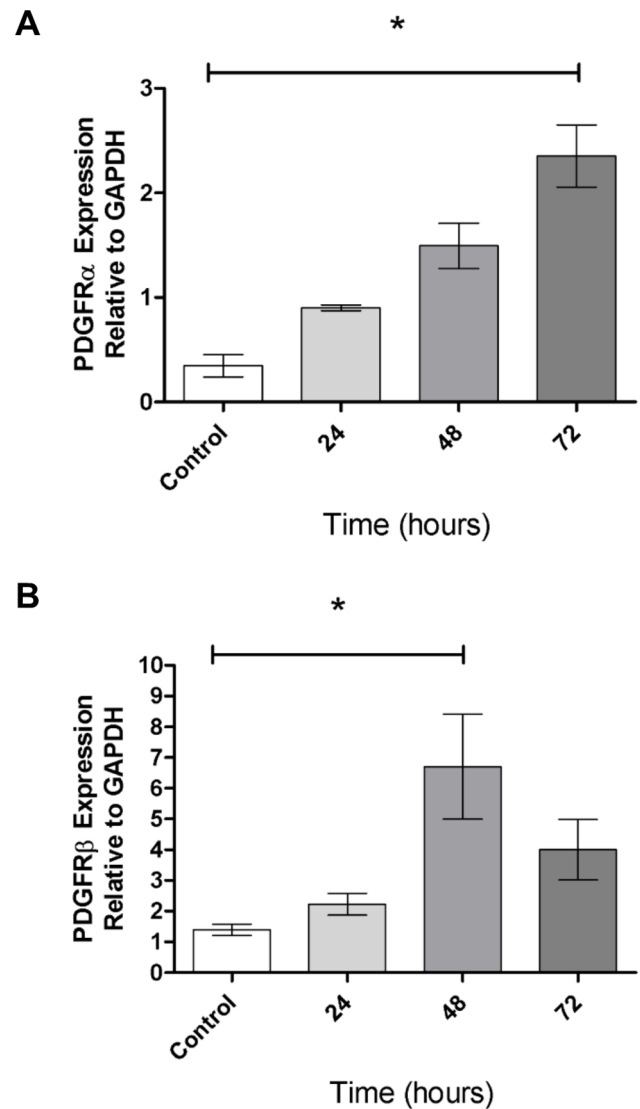 A
*
PDGFRα Expression
Relative to GAPDH
3
2
1
0
Control
24
48
72
Time (hours)
B
*
PDGFRβ Expression
Relative to GAPDH
10
9
8
7
6
5
4
3
2
1
0
Control
24
48
72
Time (hours)